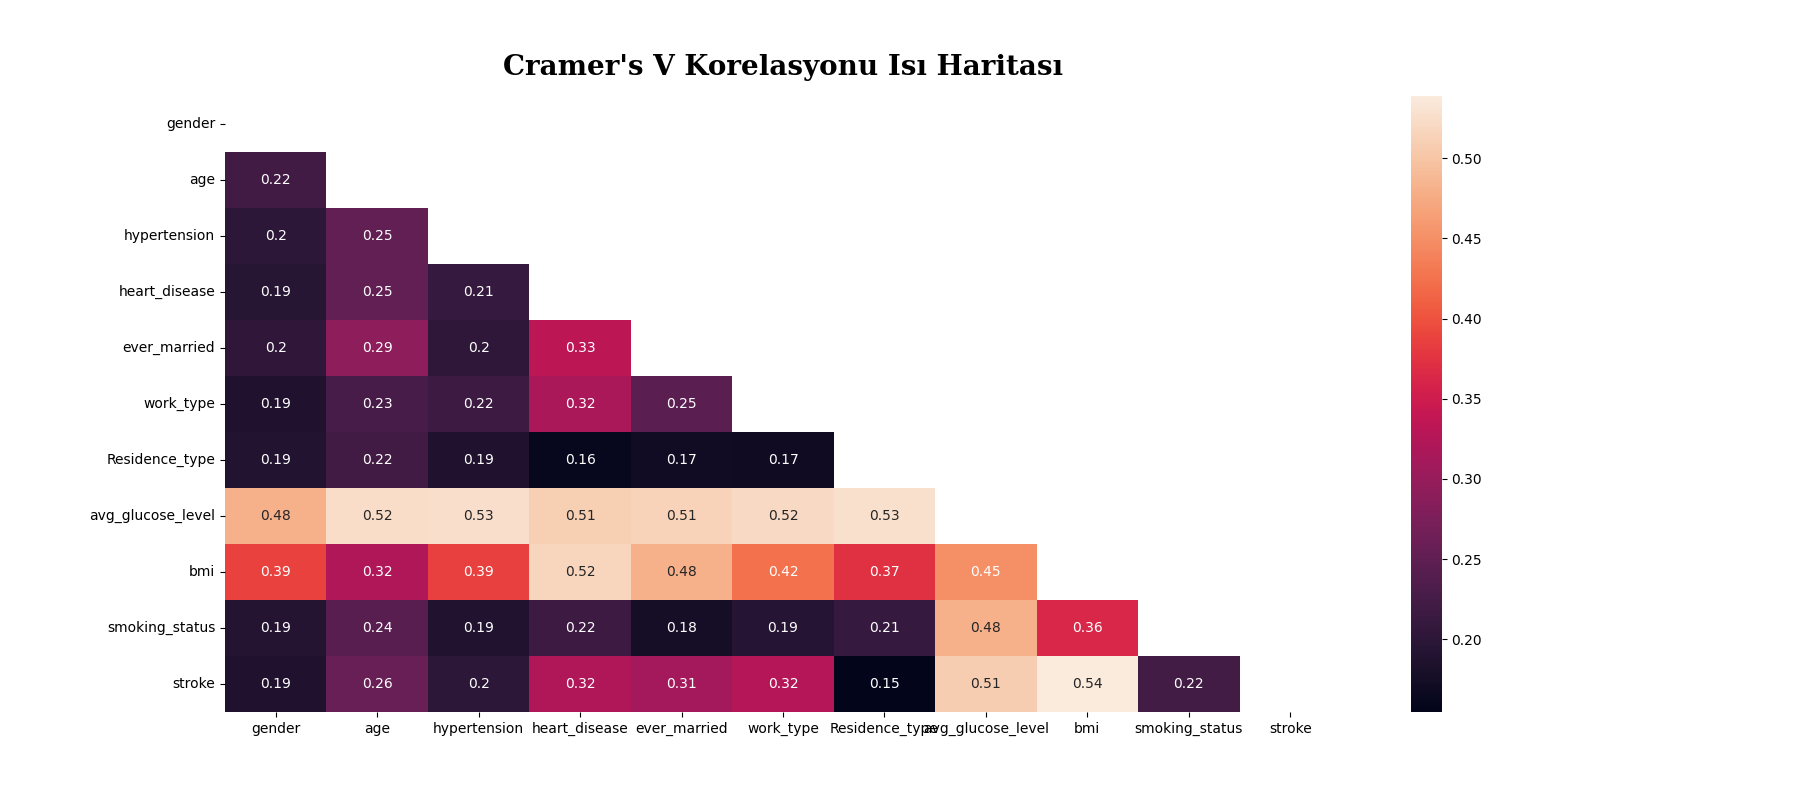 Cramer's V Korelasyonu Isı Haritası
gender
age 0.22
hypertension 0.2 0.25
heart_disease 0.19 0.25 0.21
ever_married 0.2 0.29 0.2 0.33
work_type 0.19 0.23 0.22 0.32 0.25
Residence_type 0.19 0.22 0.19 0.16 0.17 0.17
avg_glucose_level 0.48 0.52 0.53 0.51 0.51 0.52 0.53
bmi 0.39 0.32 0.39 0.52 0.48 0.42 0.37 0.45
smoking_status 0.19 0.24 0.19 0.22 0.18 0.19 0.21 0.48 0.36
stroke 0.19 0.26 0.2 0.32 0.31 0.32 0.15 0.51 0.54 0.22
gender age hypertension heart_disease ever_married work_type Residence_type avg_glucose_level bmi smoking_status stroke
0.50
0.45
0.40
0.35
0.30
0.25
0.20